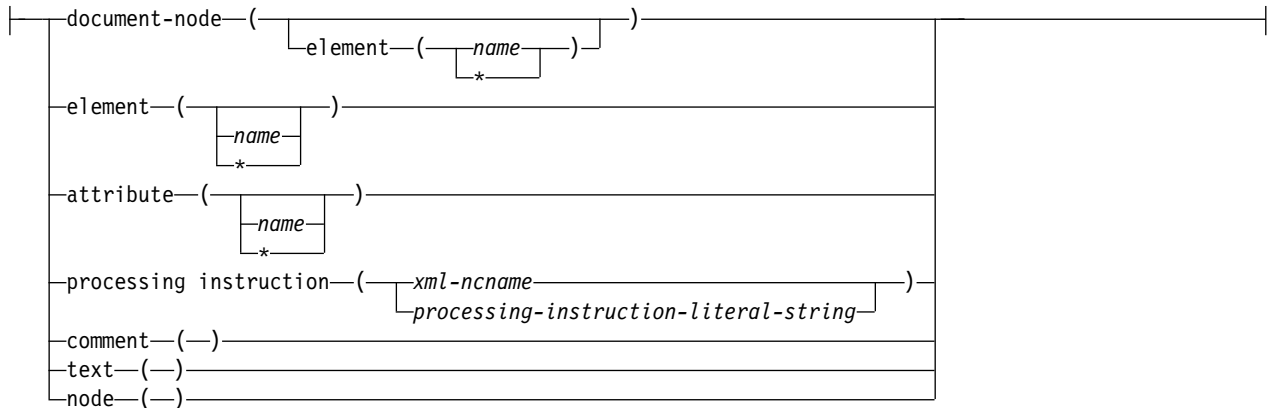 document-node ( )
element ( name )
*
element ( )
name
*
attribute ( )
name
*
processing instruction ( xml-ncname )
processing-instruction-literal-string
comment ( )
text ( )
node ( )